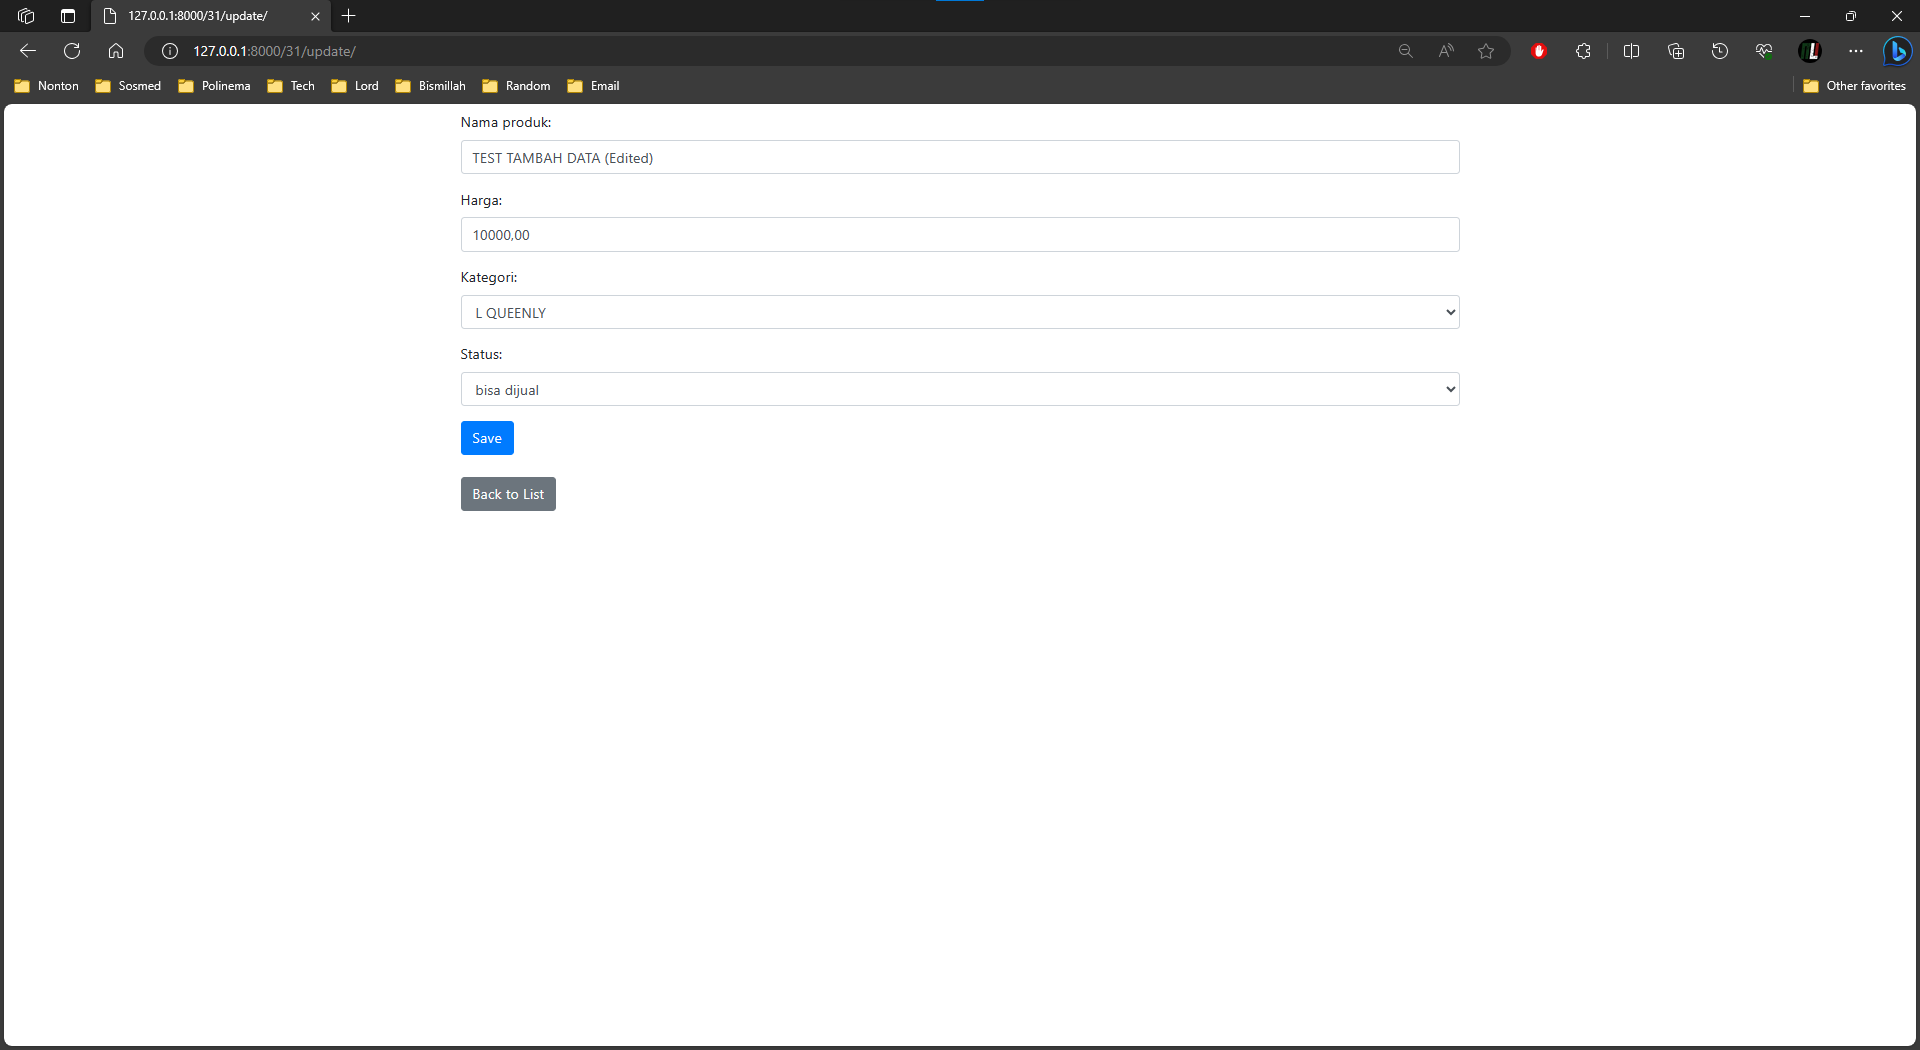 127.0.0.1:8000/31/update/
127.0.0.1:8000/31/update/
Nonton Sosmed Polinema Tech Lord Bismillah Random Email Other favorites
Nama produk:
TEST TAMBAH DATA (Edited)
Harga:
10000,00
Kategori:
L QUEENLY
Status:
bisa dijual
Save
Back to List